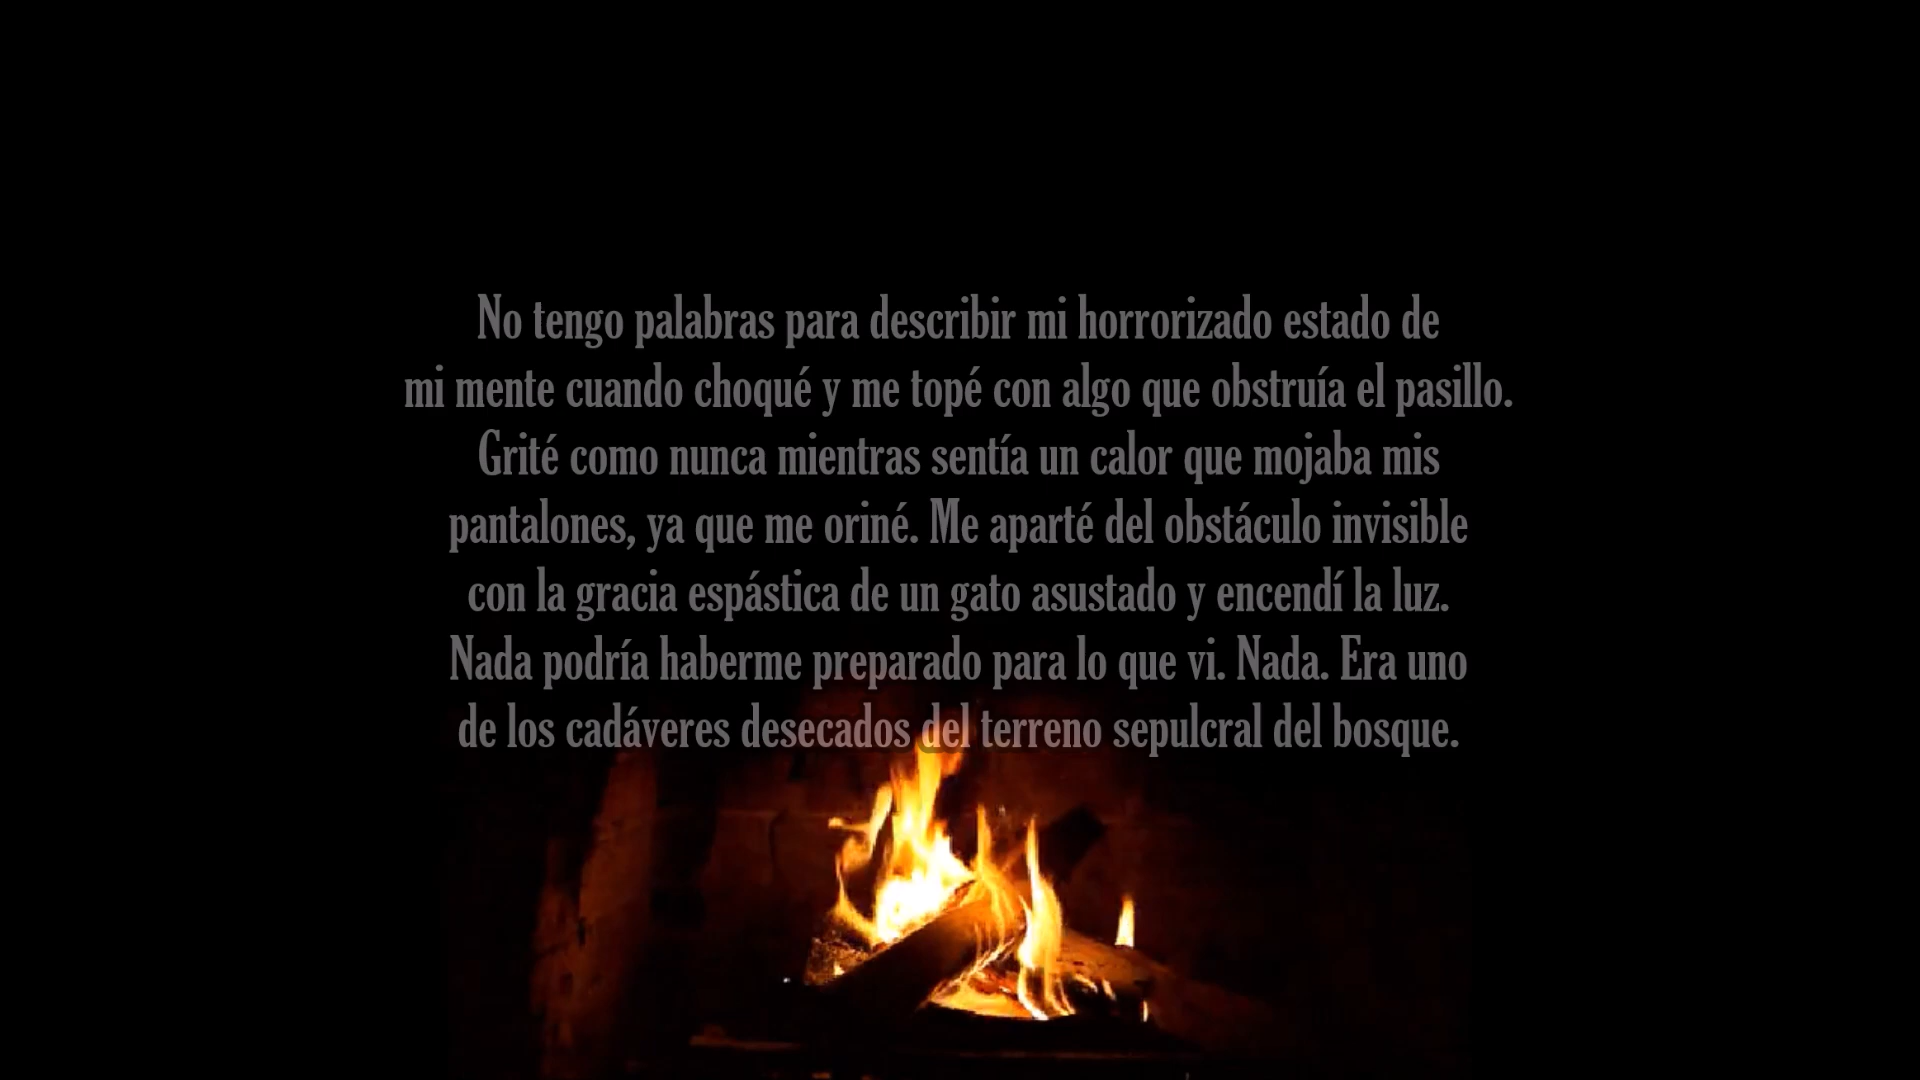 No tengo palabras para describir mi horrorizado estado de
mi mente cuando choqué y me topé con algo que obstruía el pasillo.
Grité como nunca mientras sentía un calor que mojaba mis
pantalones, ya que me oriné. Me aparté del obstáculo invisible
con la gracia espástica de un gato asustado y encendí la luz.
Nada podría haberme preparado para lo que vi. Nada. Era uno
de los cadáveres desecados del terreno sepulcral del bosque.